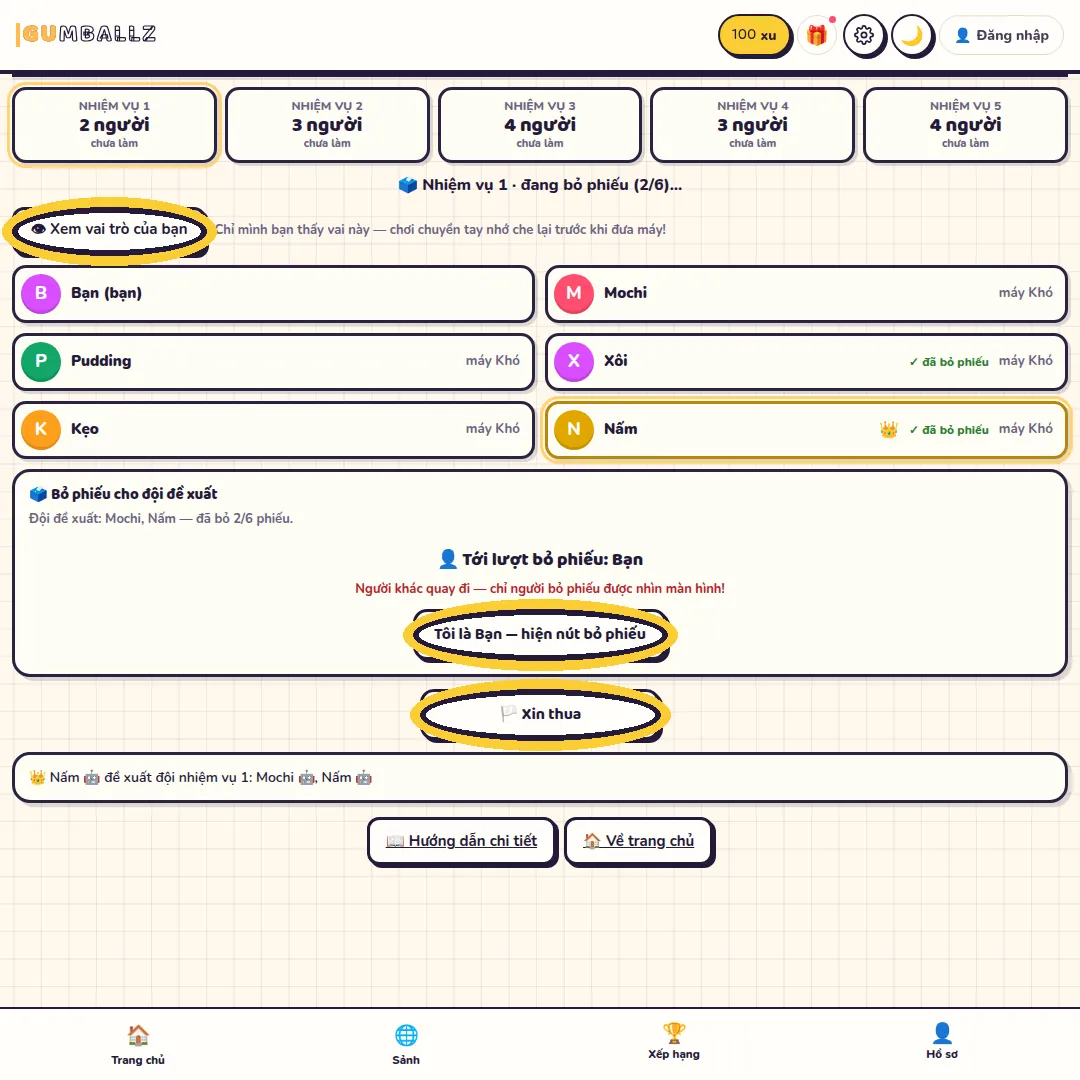 GUMBALLZ
100 xu
Đăng nhập
NHIỆM VỤ 1
2 người
chưa làm
NHIỆM VỤ 2
3 người
chưa làm
NHIỆM VỤ 3
4 người
chưa làm
NHIỆM VỤ 4
3 người
chưa làm
NHIỆM VỤ 5
4 người
chưa làm
Nhiệm vụ 1 · đang bỏ phiếu (2/6)...
Xem vai trò của bạn
Chỉ mình bạn thấy vai này — chơi chuyền tay nhớ che lại trước khi đưa máy!
B Bạn (bạn)
M Mochi máy Khó
P Pudding máy Khó
X Xôi ✓ đã bỏ phiếu máy Khó
K Kẹo máy Khó
N Nấm ✓ đã bỏ phiếu máy Khó
Bỏ phiếu cho đội đề xuất
Đội đề xuất: Mochi, Nấm — đã bỏ 2/6 phiếu.
Tới lượt bỏ phiếu: Bạn
Người khác quay đi — chỉ người bỏ phiếu được nhìn màn hình!
Tôi là Bạn — hiện nút bỏ phiếu
Xin thua
Nấm đề xuất đội nhiệm vụ 1: Mochi , Nấm
Hướng dẫn chi tiết
Về trang chủ
Trang chủ
Sảnh
Xếp hạng
Hồ sơ